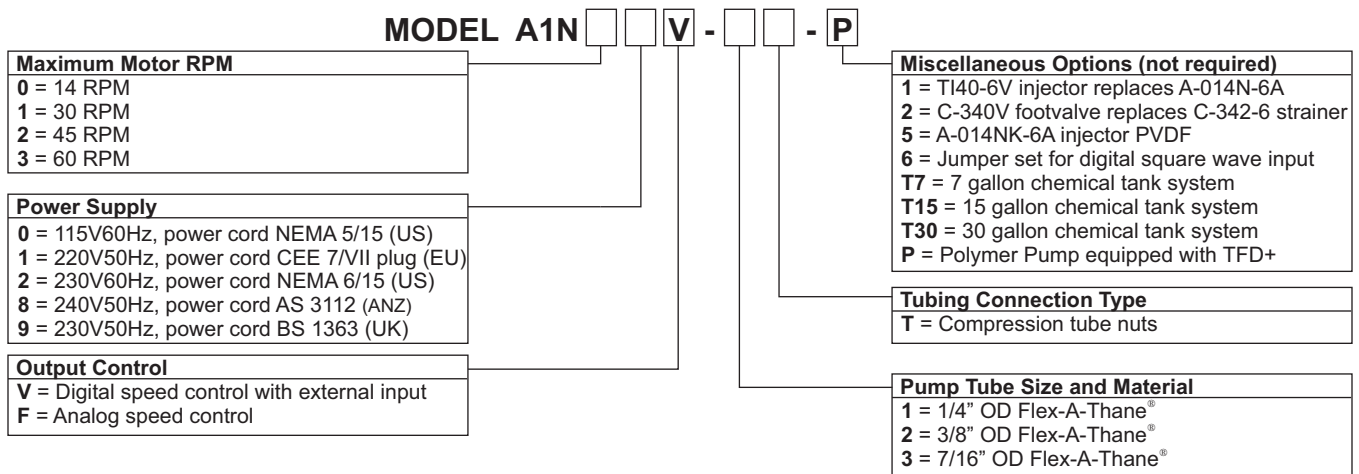 MODEL A1N V - - P
Maximum Motor RPM
0 = 14 RPM
1 = 30 RPM
2 = 45 RPM
3 = 60 RPM
Power Supply
0 = 115V60Hz, power cord NEMA 5/15 (US)
1 = 220V50Hz, power cord CEE 7/VII plug (EU)
2 = 230V60Hz, power cord NEMA 6/15 (US)
8 = 240V50Hz, power cord AS 3112 (ANZ)
9 = 230V50Hz, power cord BS 1363 (UK)
Output Control
V = Digital speed control with external input
F = Analog speed control
Miscellaneous Options (not required)
1 = TI40-6V injector replaces A-014N-6A
2 = C-340V footvalve replaces C-342-6 strainer
5 = A-014NK-6A injector PVDF
6 = Jumper set for digital square wave input
T7 = 7 gallon chemical tank system
T15 = 15 gallon chemical tank system
T30 = 30 gallon chemical tank system
P = Polymer Pump equipped with TFD+
Tubing Connection Type
T = Compression tube nuts
Pump Tube Size and Material
1 = 1/4” OD Flex-A-Thane®
2 = 3/8” OD Flex-A-Thane®
3 = 7/16” OD Flex-A-Thane®